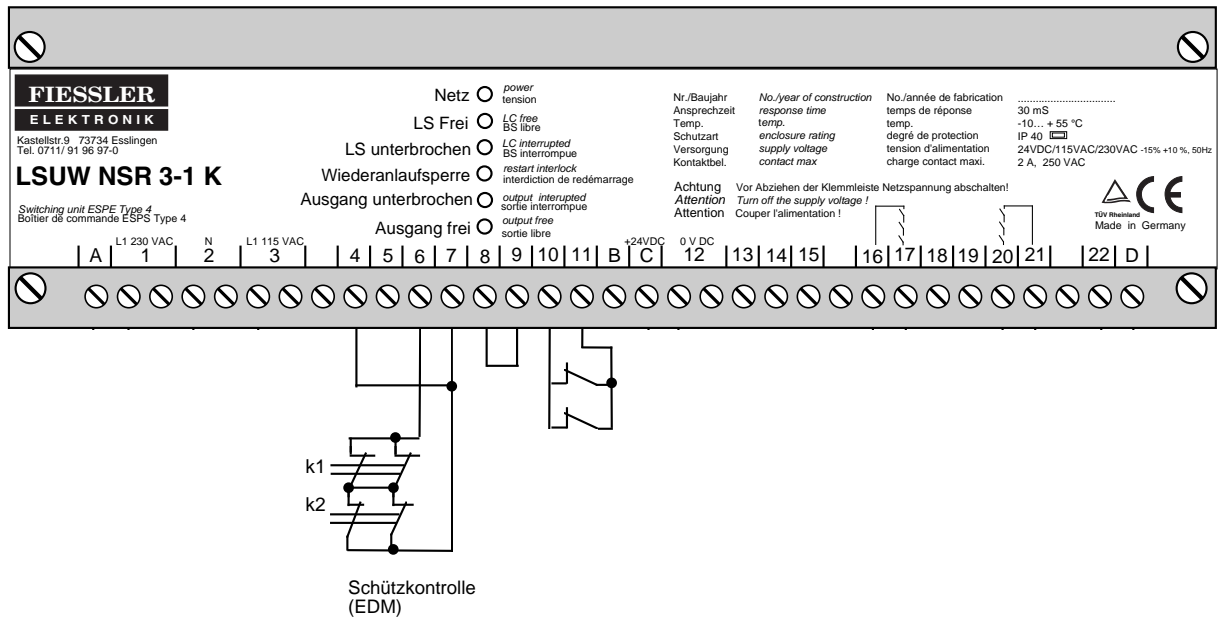 FIESSLER
ELEKTRONIK
Kastellstr.9 73734 Esslingen
Tel. 0711/ 91 96 97-0
LSUW NSR 3-1 K
Switching unit ESPE Type 4
Boîtier de commande ESPS Type 4
Netz power
tension
LS Frei LC free
BS libre
LS unterbrochen LC interrupted
BS interrompue
Wiederanlaufsperre restart interlock
interdiction de redémarrage
Ausgang unterbrochen output interupted
sortie interrompue
Ausgang frei output free
sortie libre
Nr./Baujahr No./year of construction No./année de fabrication ................................
Ansprechzeit response time temps de réponse 30 mS
Temp. temp. temp. -10... + 55 °C
Schutzart enclosure rating degré de protection IP 40
Versorgung supply voltage tension d'alimentation 24VDC/115VAC/230VAC -15% +10 %, 50Hz
Kontaktbel. contact max charge contact maxi. 2 A, 250 VAC
Achtung Vor Abziehen der Klemmleiste Netzspannung abschalten!
Attention Turn off the supply voltage !
Attention Couper l'alimentation !
TÜV Rheinland CE
Made in Germany
L1 230 VAC N L1 115 VAC +24VDC 0 V DC
A 1 2 3 4 5 6 7 8 9 10 11 B C 12 13 14 15 16 17 18 19 20 21 22 D
k1
k2
Schützkontrolle
(EDM)